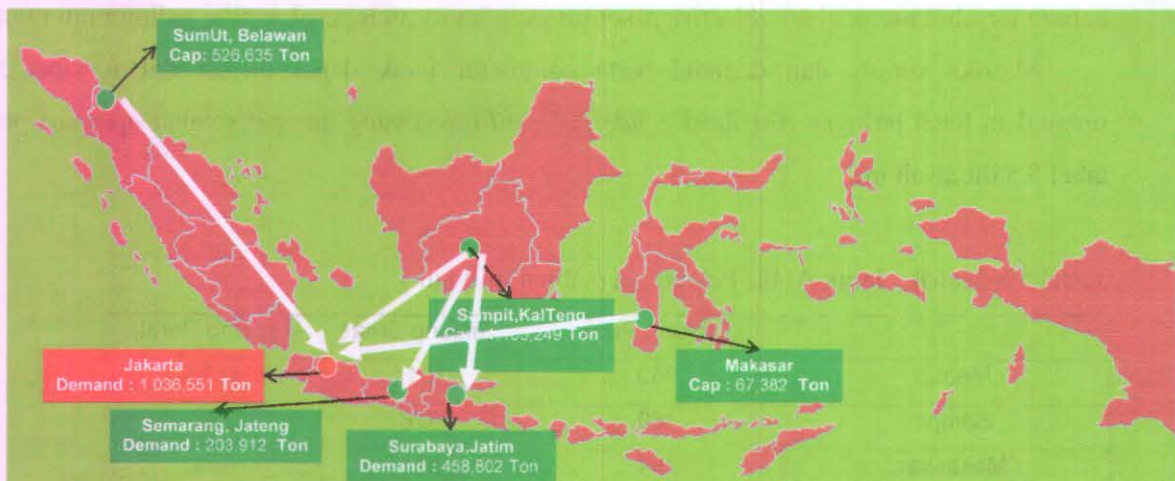 SumUt, Belawan
Cap: 526,635 Ton
Sampit,KalTeng
Ton
Jakarta
Demand : 1 036,551 Ton
Makasar
Cap : 67,382 Ton
Semarang, Jateng
Demand : 203.912 Ton
Surabaya,Jatim
Demand : 458,802 Ton